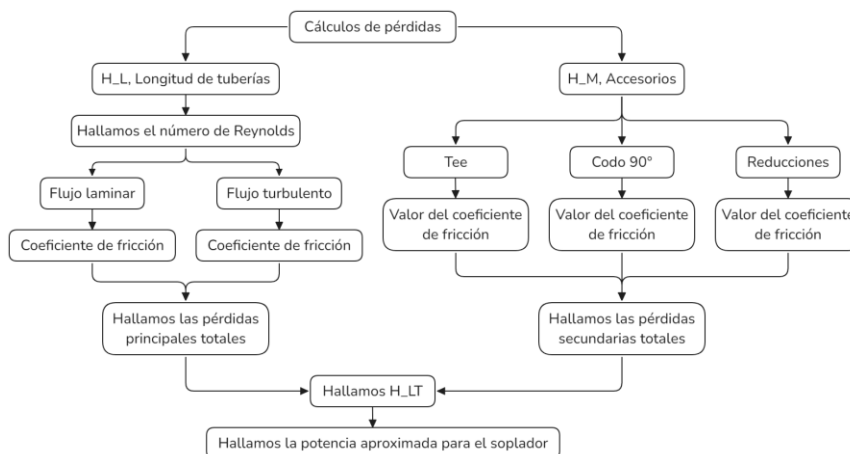 Cálculos de pérdidas
H_L, Longitud de tuberías
H_M, Accesorios
Hallamos el número de Reynolds
Tee
Codo 90°
Reducciones
Flujo laminar
Flujo turbulento
Valor del coeficiente
de fricción
Valor del coeficiente
de fricción
Valor del coeficiente
de fricción
Coeficiente de fricción
Coeficiente de fricción
Hallamos las pérdidas
principales totales
Hallamos las pérdidas
secundarias totales
Hallamos H_LT
Hallamos la potencia aproximada para el soplador